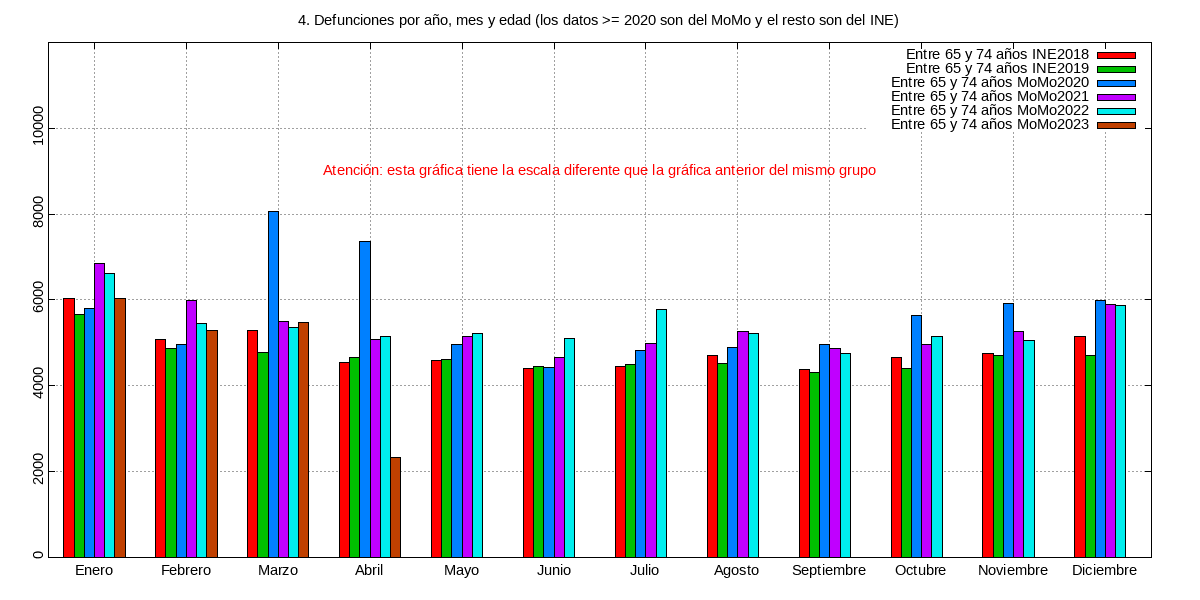 4. Defunciones por año, mes y edad (los datos >= 2020 son del MoMo y el resto son del INE)
Entre 65 y 74 años INE2018
Entre 65 y 74 años INE2019
Entre 65 y 74 años MoMo2020
Entre 65 y 74 años MoMo2021
Entre 65 y 74 años MoMo2022
Entre 65 y 74 años MoMo2023
Atención: esta gráfica tiene la escala diferente que la gráfica anterior del mismo grupo
10000
8000
6000
4000
2000
0
Enero Febrero Marzo Abril Mayo Junio Julio Agosto Septiembre Octubre Noviembre Diciembre